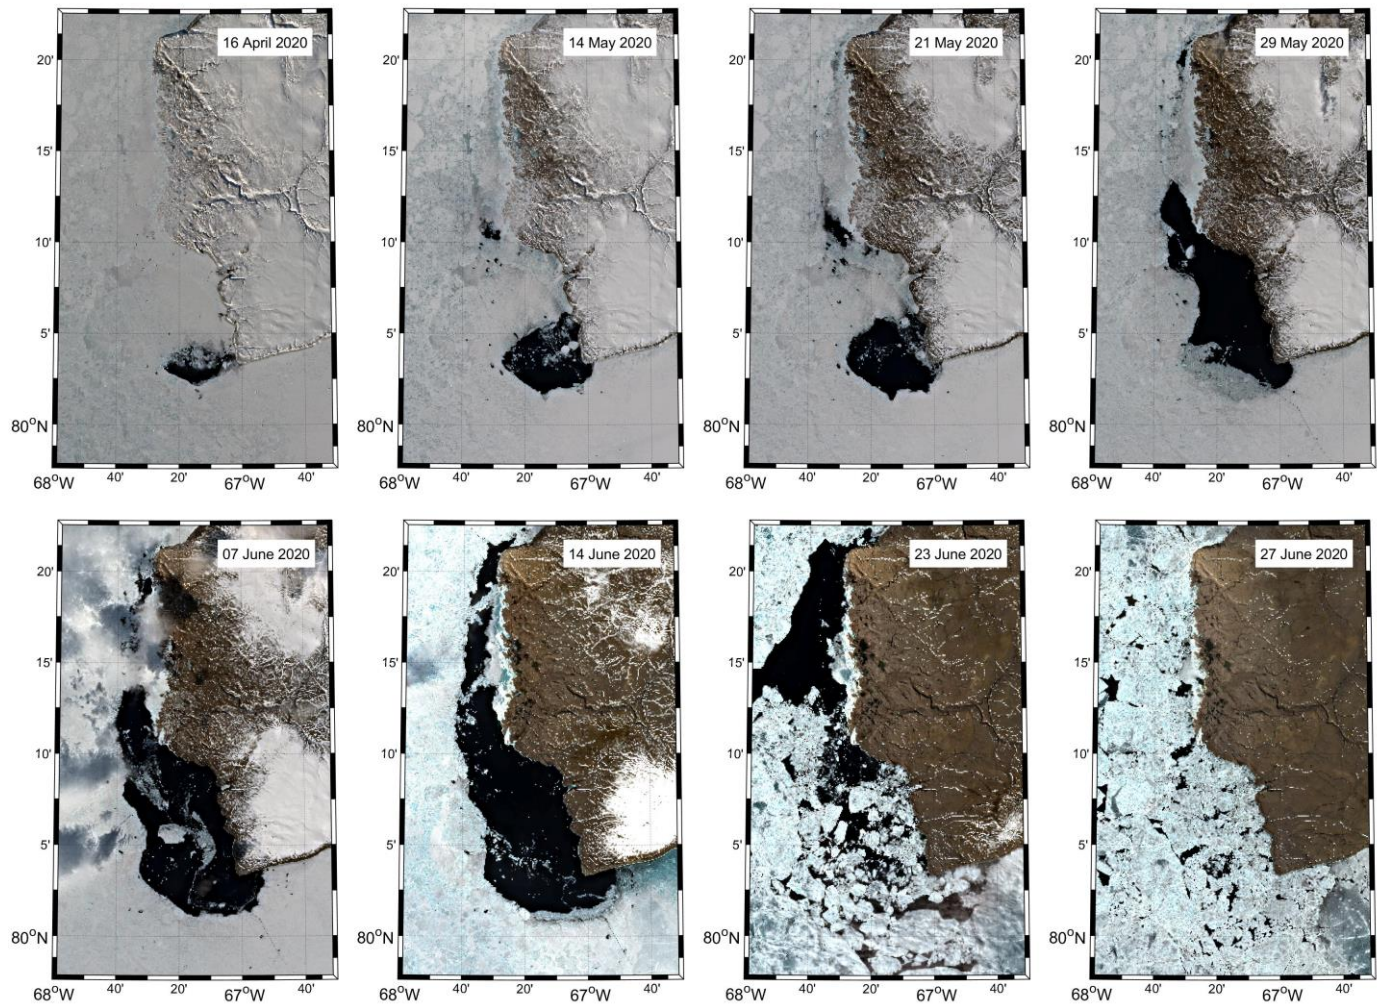 16 April 2020
14 May 2020
21 May 2020
29 May 2020
20'
20'
20'
20'
15'
15'
15'
15'
10'
10'
10'
10'
5'
5'
5'
5'
80°N
80°N
80°N
80°N
68°W 40' 20' 67°W 40'
68°W 40' 20' 67°W 40'
68°W 40' 20' 67°W 40'
68°W 40' 20' 67°W 40'
07 June 2020
14 June 2020
23 June 2020
27 June 2020
20'
20'
20'
20'
15'
15'
15'
15'
10'
10'
10'
10'
5'
5'
5'
5'
80°N
80°N
80°N
80°N
68°W 40' 20' 67°W 40'
68°W 40' 20' 67°W 40'
68°W 40' 20' 67°W 40'
68°W 40' 20' 67°W 40'